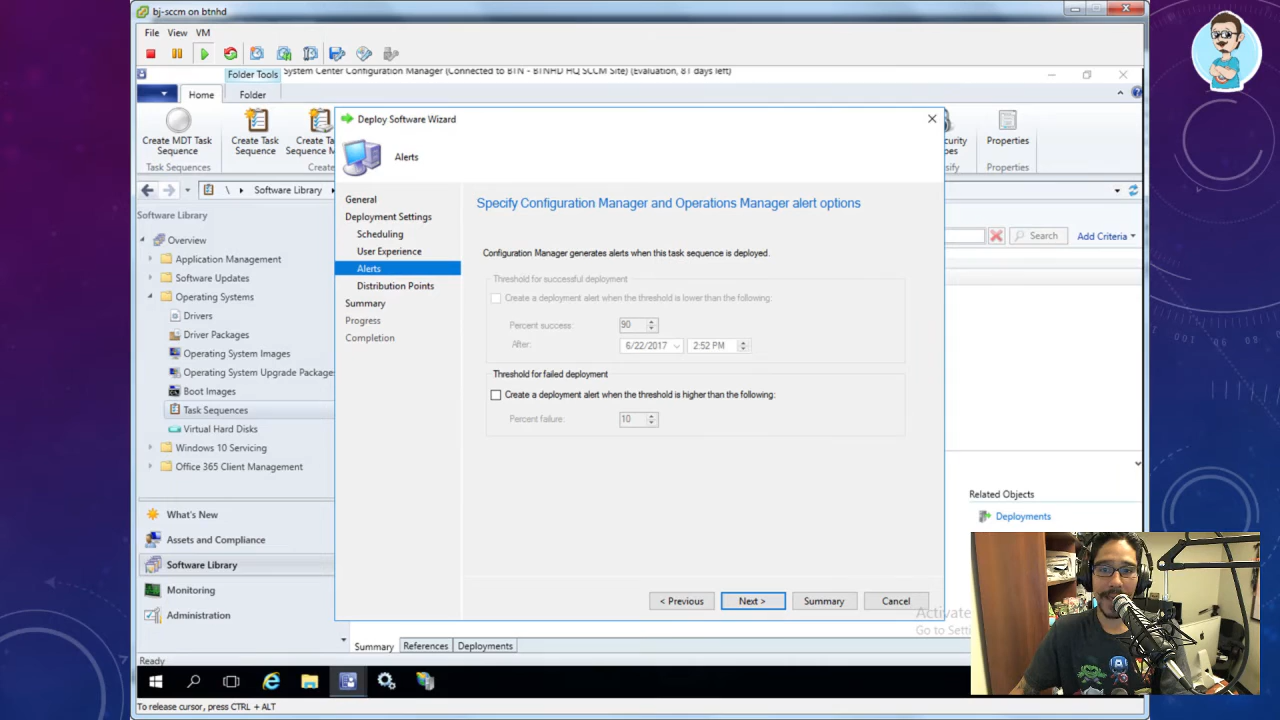 bj-sccm on btnhd
File View VM
Folder Tools System Center Configuration Manager (Connected to BTN - BTNHD HQ SCCM Site) (Evaluation, 81 days left)
Home Folder
Create MDT Task
Sequence
Create Task
Sequence
Create Ta
Sequence M
Properties
Task Sequences
Create
Properties
\ Software Library
Search
Add Criteria
Software Library
Overview
Application Management
Software Updates
Operating Systems
Drivers
Driver Packages
Operating System Images
Operating System Upgrade Packages
Boot Images
Task Sequences
Virtual Hard Disks
Windows 10 Servicing
Office 365 Client Management
What's New
Assets and Compliance
Software Library
Monitoring
Administration
Deploy Software Wizard
Alerts
General
Deployment Settings
Scheduling
User Experience
Alerts
Distribution Points
Summary
Progress
Completion
Specify Configuration Manager and Operations Manager alert options
Configuration Manager generates alerts when this task sequence is deployed.
Threshold for successful deployment
Create a deployment alert when the threshold is lower than the following:
Percent success: 90
After: 6/22/2017 2:52 PM
Threshold for failed deployment
Create a deployment alert when the threshold is higher than the following:
Percent failure: 10
< Previous Next > Summary Cancel
Related Objects
Deployments
Activate
Go to Setti
Summary References Deployments
Ready
To release cursor, press CTRL + ALT